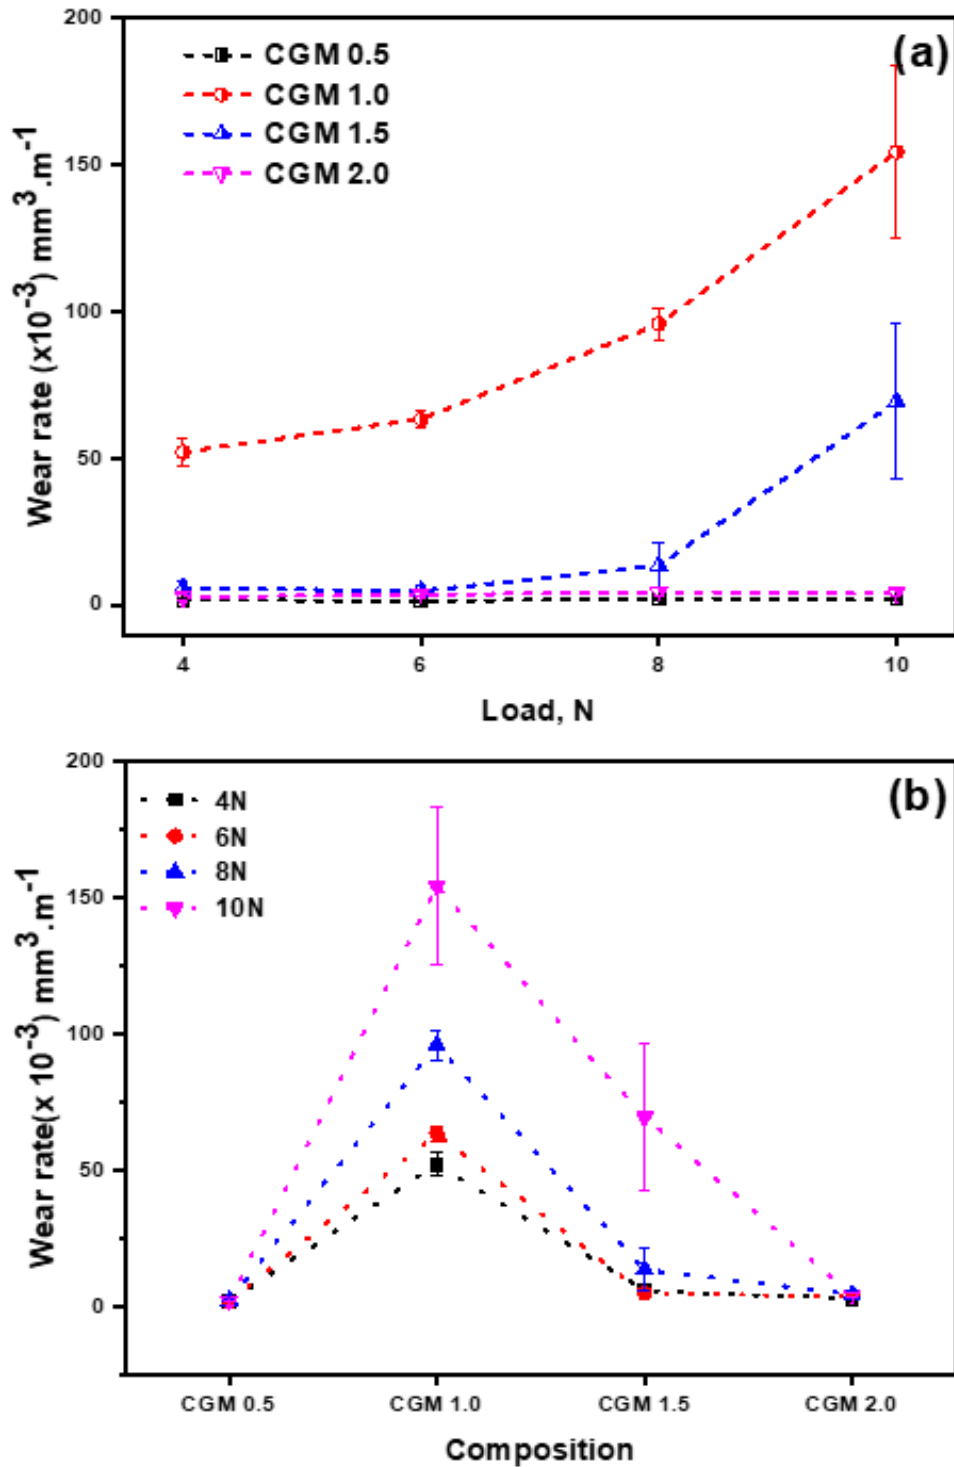 200
(a)
CGM 0.5
CGM 1.0
CGM 1.5
CGM 2.0
150
100
50
0
Wear rate (x10⁻³) mm³.m⁻¹
4 6 8 10
Load, N
200
(b)
4N
6N
8N
10N
150
100
50
0
Wear rate(x 10⁻³) mm³.m⁻¹
CGM 0.5 CGM 1.0 CGM 1.5 CGM 2.0
Composition